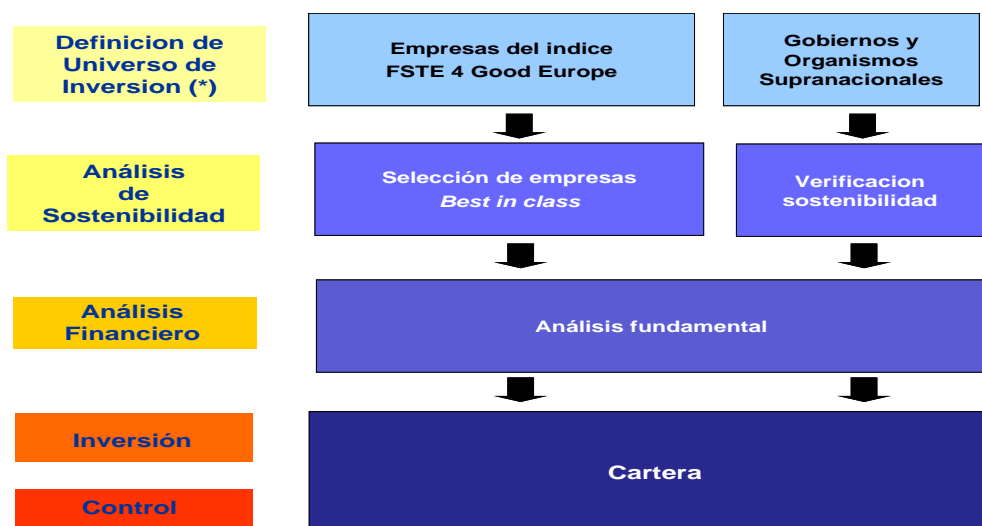 Definicion de
Universo de
Inversion (*)
Empresas del indice
FSTE 4 Good Europe
Gobiernos y
Organismos
Supranacionales
Análisis
de
Sostenibilidad
Selección de empresas
Best in class
Verificacion
sostenibilidad
Análisis
Financiero
Análisis fundamental
Inversión
Cartera
Control